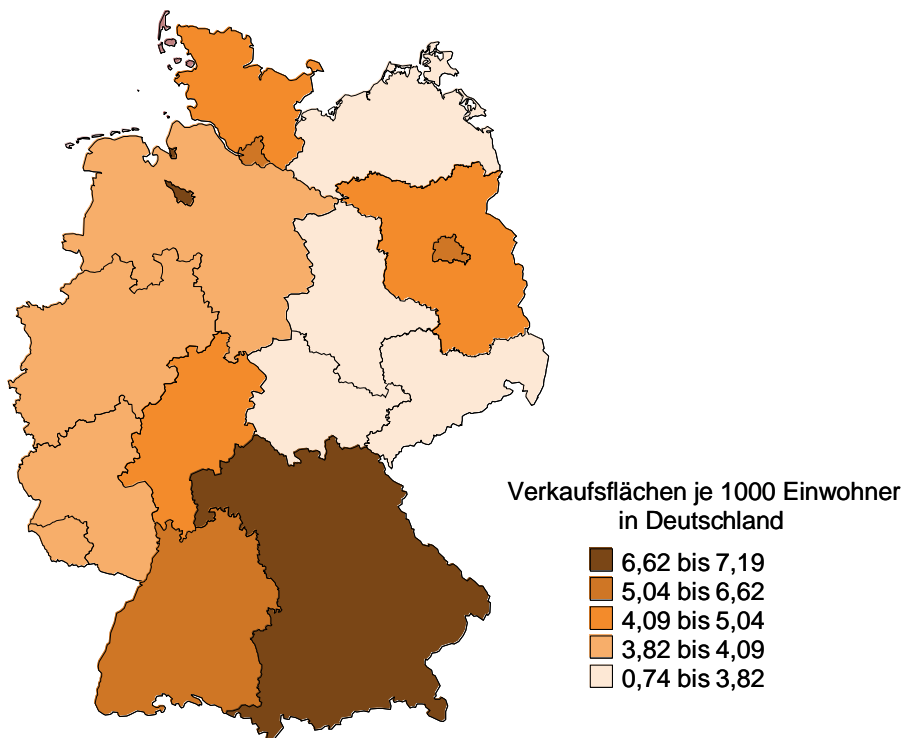 Verkaufsflächen je 1000 Einwohner
in Deutschland
6,62 bis 7,19
5,04 bis 6,62
4,09 bis 5,04
3,82 bis 4,09
0,74 bis 3,82